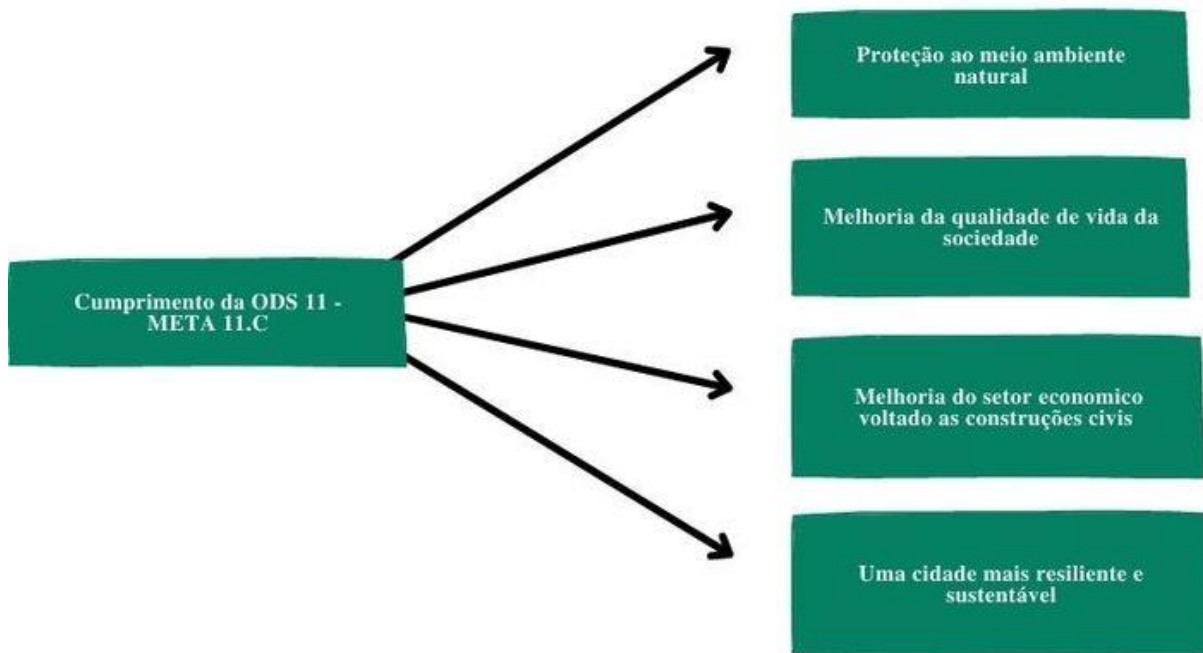 Proteção ao meio ambiente
natural
Melhoria da qualidade de vida da
sociedade
Cumprimento da ODS 11 -
META 11.C
Melhoria do setor economico
voltado as construções civis
Uma cidade mais resiliente e
sustentável